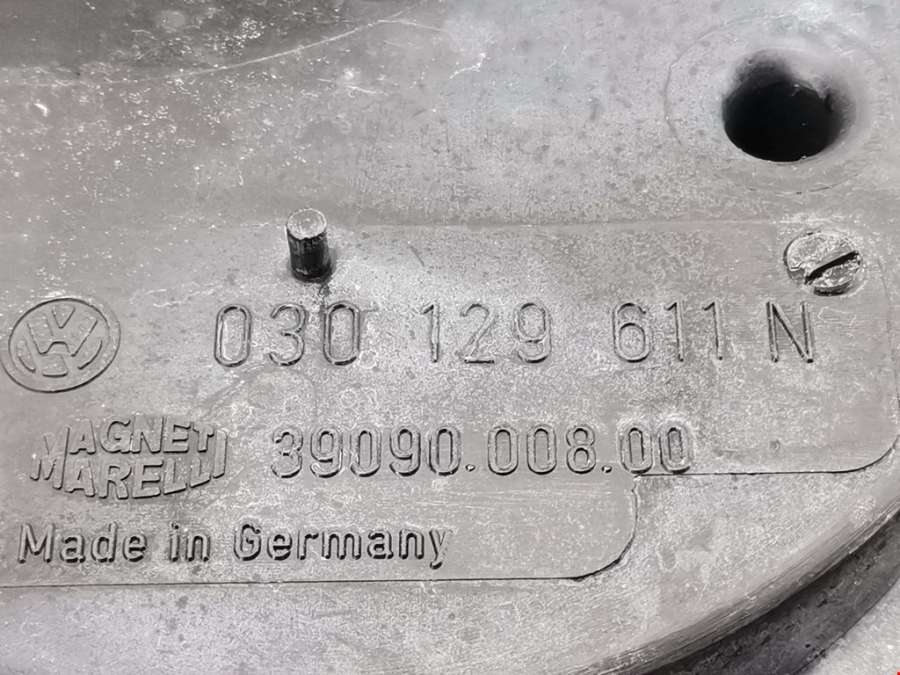 030 129 611 N
MAGNETI
MARELLI
39090.008.00
Made in Germany